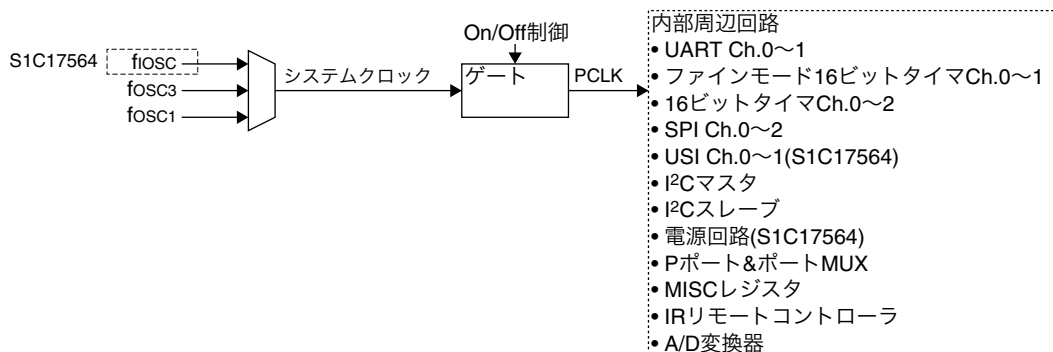 On/Off制御
S1C17564
fIOSC
fOSC3
fOSC1
システムクロック
ゲート
PCLK
内部周辺回路
• UART Ch.0〜1
• ファインモード16ビットタイマCh.0〜1
• 16ビットタイマCh.0〜2
• SPI Ch.0〜2
• USI Ch.0〜1(S1C17564)
• I²Cマスタ
• I²Cスレーブ
• 電源回路(S1C17564)
• Pポート&ポートMUX
• MISCレジスタ
• IRリモートコントローラ
• A/D変換器